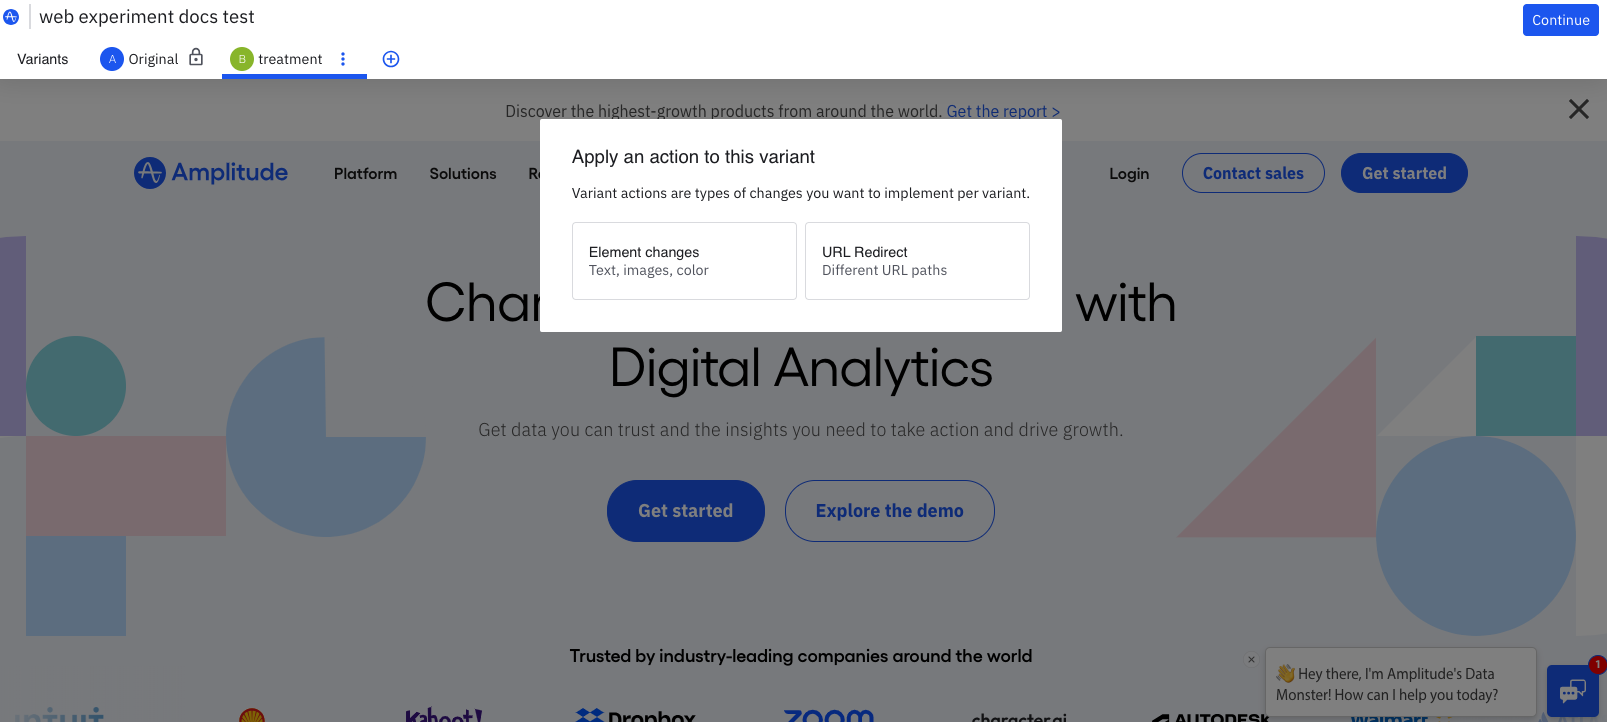 web experiment docs test
Continue
Variants
A Original
B treatment
Discover the highest-growth products from around the world. Get the report >
Apply an action to this variant
Variant actions are types of changes you want to implement per variant.
Element changes
Text, images, color
URL Redirect
Different URL paths
Amplitude
Platform
Solutions
Login
Contact sales
Get started
with
Digital Analytics
Get data you can trust and the insights you need to take action and drive growth.
Get started
Explore the demo
Trusted by industry-leading companies around the world
👋 Hey there, I'm Amplitude's Data
Monster! How can I help you today?
1
Kahoot!
Dropbox
zoom
character.ai
AUTODESK
Walmart